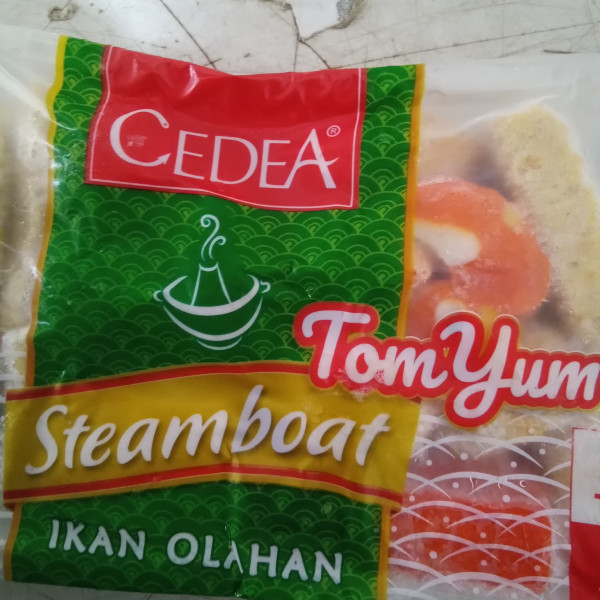 CEDEA®
Tom Yum
Steamboat
IKAN OLAHAN